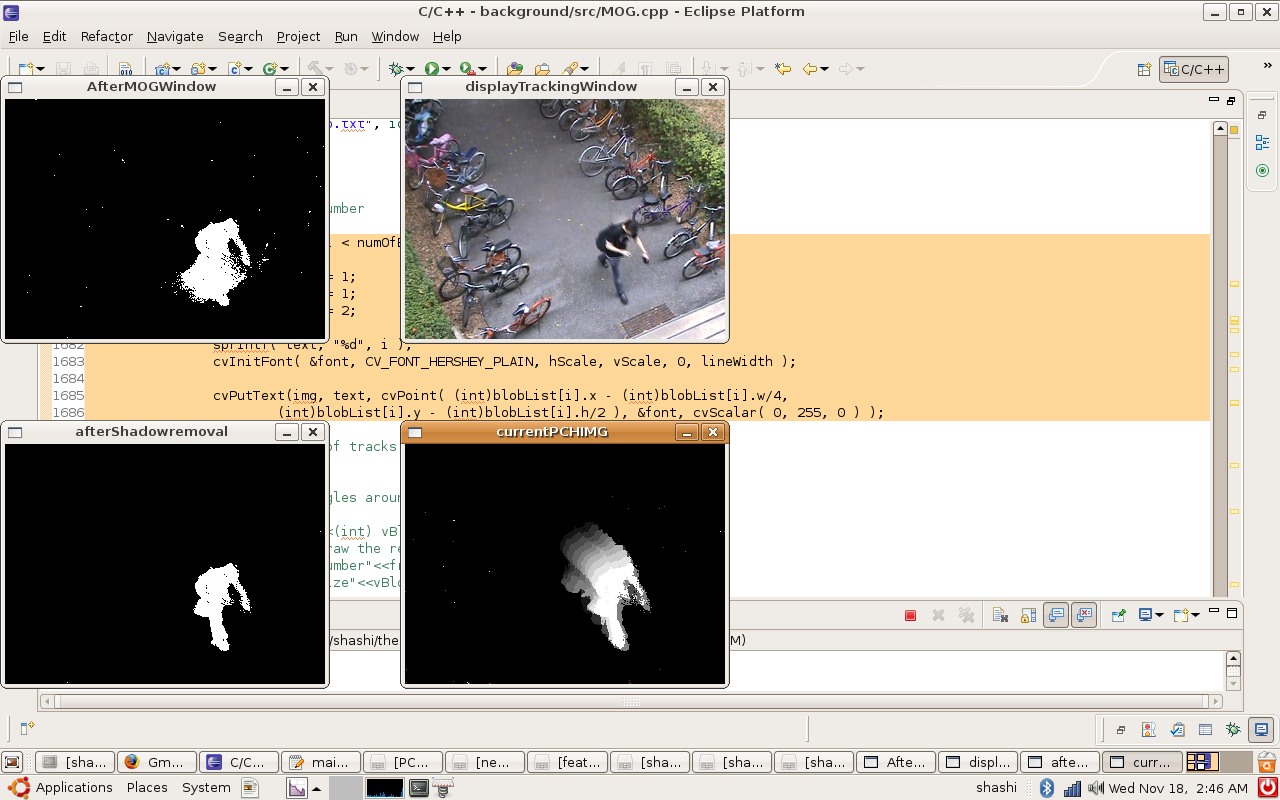 C/C++ - background/src/MOG.cpp - Eclipse Platform
File Edit Refactor Navigate Search Project Run Window Help
C/C++
AfterMOGWindow
displayTrackingWindow
.txt",
umber
< numOf
= 1;
= 1;
= 2;
1682 sprintf( text, "%d", i );
1683 cvInitFont( &font, CV_FONT_HERSHEY_PLAIN, hScale, vScale, 0, lineWidth );
1684
1685 cvPutText(img, text, cvPoint( (int)blobList[i].x - (int)blobList[i].w/4,
1686 (int)blobList[i].y - (int)blobList[i].h/2 ), &font, cvScalar( 0, 255, 0 ) );
afterShadowremoval
currentPCHIMG
of tracks
gles aroun
<(int) vB
raw the re
umber"<<fr
ize"<<vBlo
/shashi/the
M)
[sha... Gm... C/C... mai... [PC... [ne... [feat... [sha... [sha... [sha... Afte... displ... afte... curr...
Applications Places System shashi Wed Nov 18, 2:46 AM